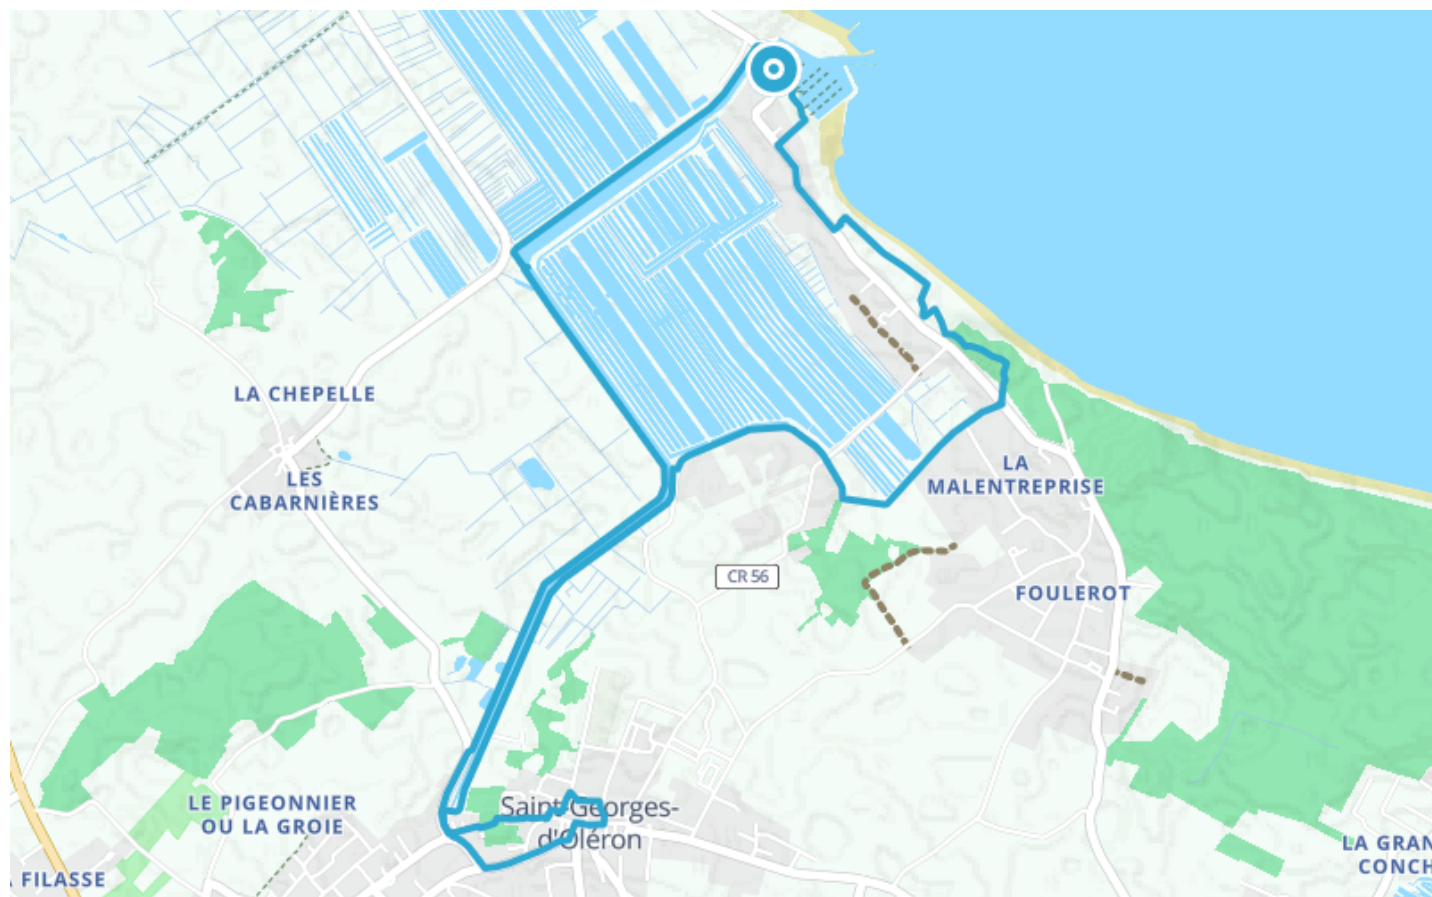 LA CHEPELLE
LES
CABARNIÈRES
LA
MALENTREPRISE
CR 56
FOULEROT
LE PIGEONNIER
OU LA GROIE
Saint-Georges-
d'Oléron
LA GRAN
CONCH
FILASSE